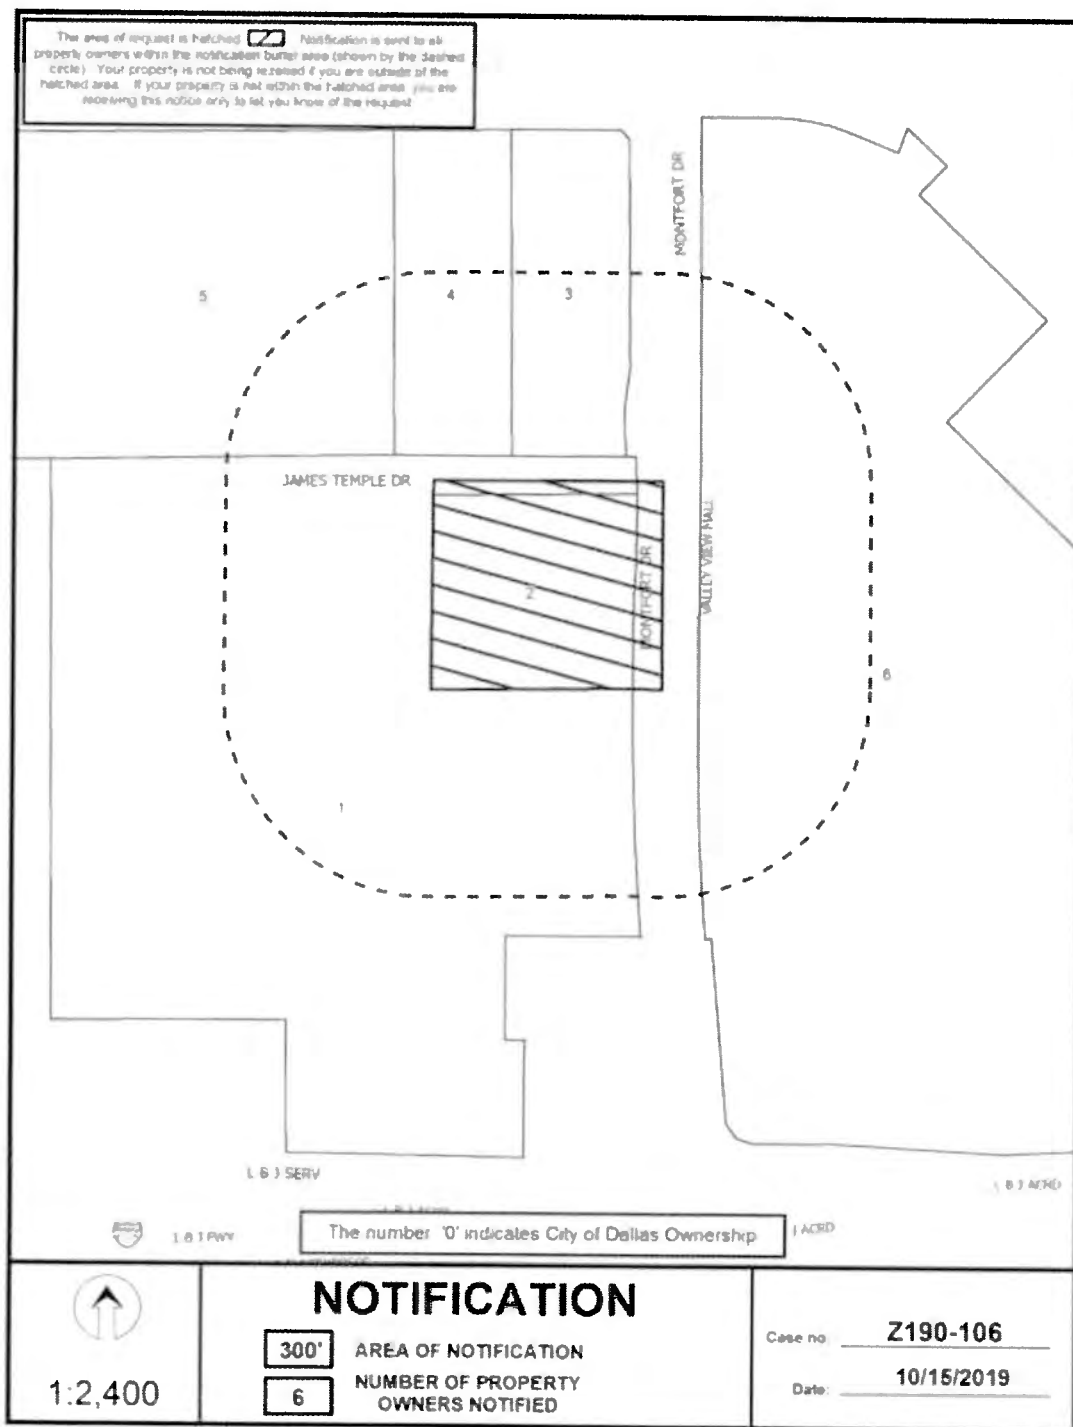 The area of request is hatched. Notification is sent to all
property owners within the notification buffer area (shown by the dashed
circle). Your property is not being rezoned if you are outside of the
hatched area. If your property is not within the hatched area, you are
receiving this notice only to let you know of the request.
MONTFORT DR
5
4
3
JAMES TEMPLE DR
VALLEY VIEW MALL
MONTFORT DR
2
6
1
L B J SERV
L B J ACRD
L B J FWY
The number '0' indicates City of Dallas Ownership
ACRD
NOTIFICATION
300' AREA OF NOTIFICATION
6 NUMBER OF PROPERTY
OWNERS NOTIFIED
1:2,400
Case no: Z190-106
Date: 10/15/2019